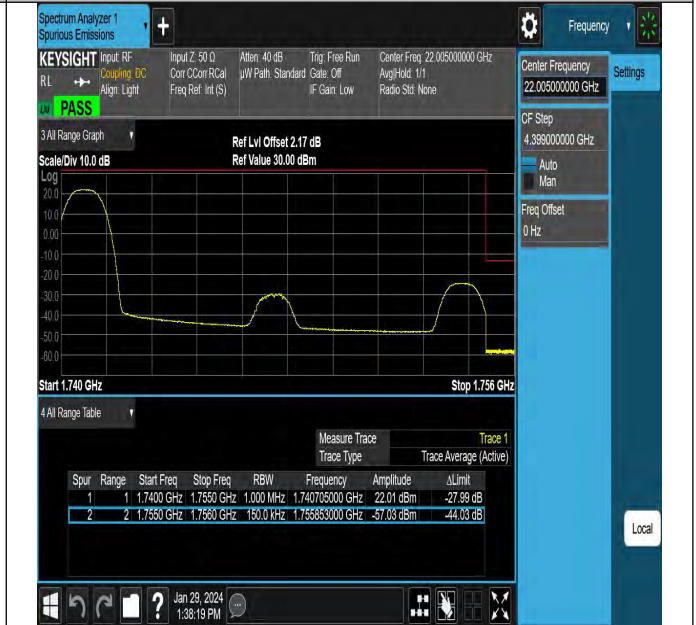 Spectrum Analyzer 1
Spurious Emissions
Frequency
KEYSIGHT Input: RF Input Z: 50 Ω Atten: 40 dB Trig: Free Run Center Freq: 22.005000000 GHz
RL Coupling: DC Corr CCorr RCal µW Path: Standard Gate: Off Avg|Hold: 1/1
Align: Light Freq Ref: Int (S) IF Gain: Low Radio Std: None
PASS
3 All Range Graph
Ref Lvl Offset 2.17 dB
Scale/Div 10.0 dB Ref Value 30.00 dBm
Log
20.0
10.0
0.00
-10.0
-20.0
-30.0
-40.0
-50.0
-60.0
Start 1.740 GHz Stop 1.756 GHz
4 All Range Table
Measure Trace Trace 1
Trace Type Trace Average (Active)
Spur Range Start Freq Stop Freq RBW Frequency Amplitude ΔLimit
1 1 1.7400 GHz 1.7550 GHz 1.000 MHz 1.740705000 GHz 22.01 dBm -27.99 dB
2 2 1.7550 GHz 1.7560 GHz 150.0 kHz 1.755853000 GHz -57.03 dBm -44.03 dB
Center Frequency
22.005000000 GHz
Settings
CF Step
4.399000000 GHz
Auto
Man
Freq Offset
0 Hz
Local
? Jan 29, 2024
1:38:19 PM